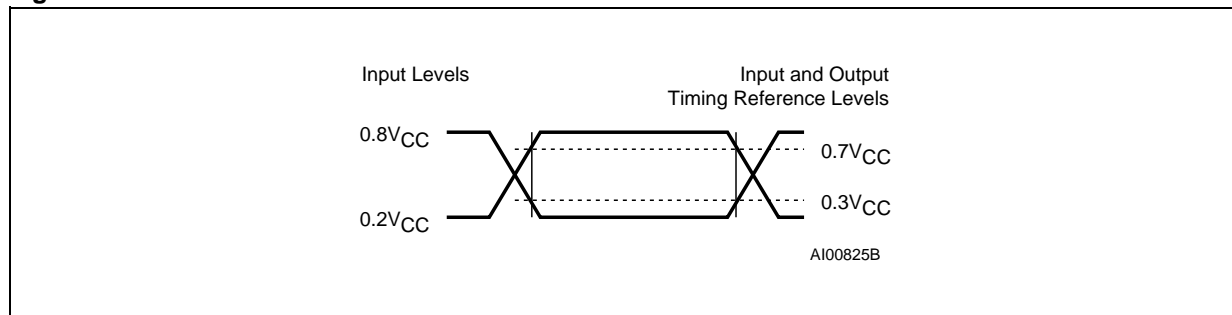 Input Levels
Input and Output
Timing Reference Levels
0.8VCC
0.7VCC
0.3VCC
0.2VCC
AI00825B